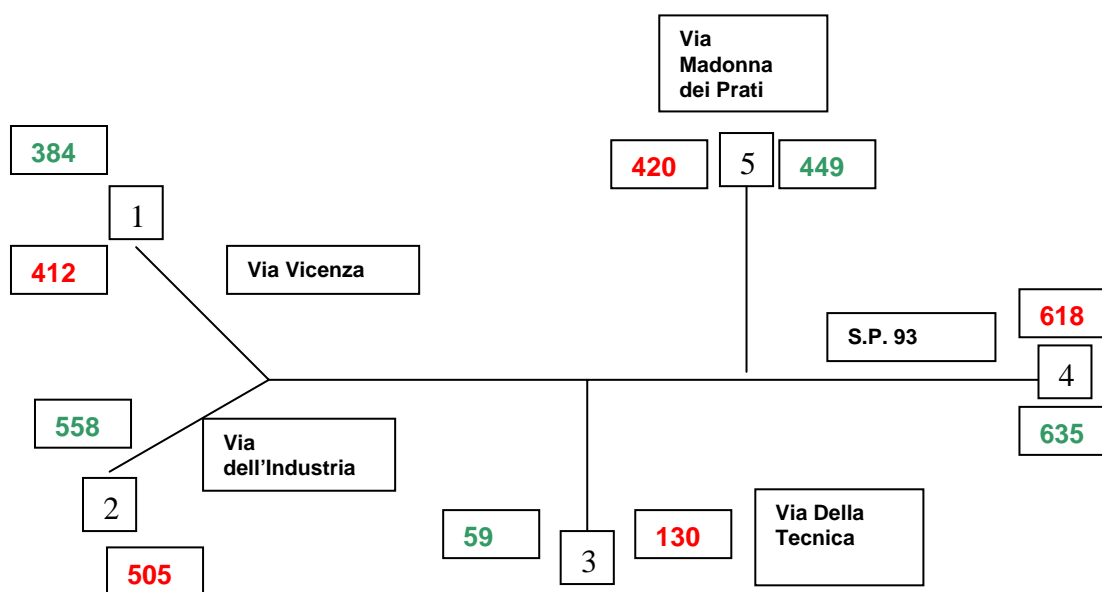 Via
Madonna
dei Prati
384
420
5
449
1
412
Via Vicenza
618
S.P. 93
4
558
635
Via
dell’Industria
2
59
3
130
Via Della
Tecnica
505